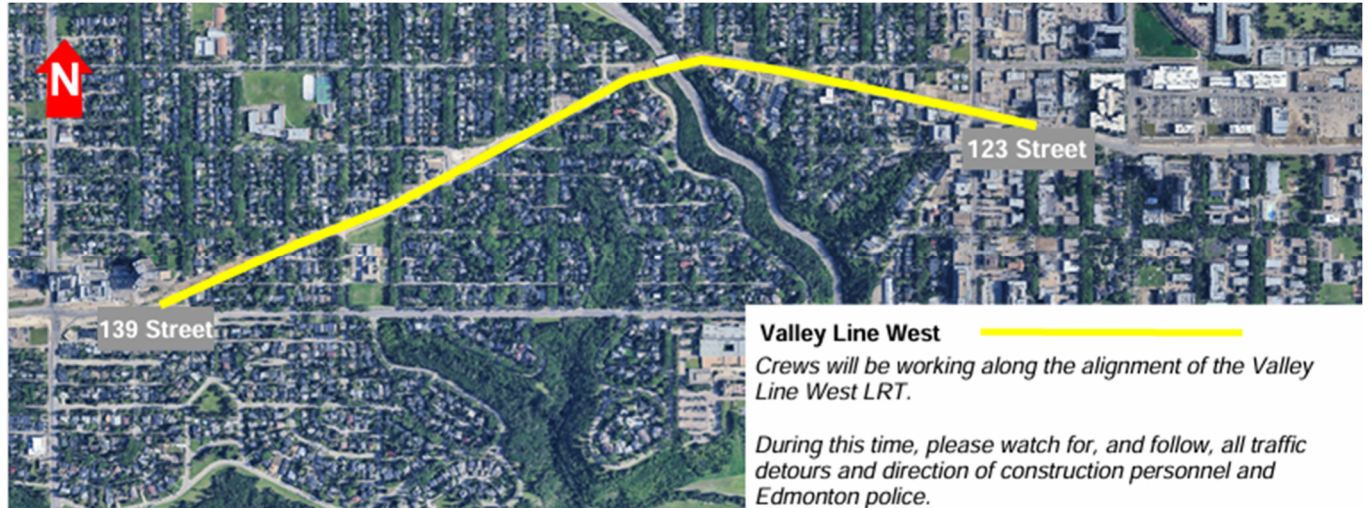 N
123 Street
139 Street
Valley Line West
Crews will be working along the alignment of the Valley
Line West LRT.
During this time, please watch for, and follow, all traffic
detours and direction of construction personnel and
Edmonton police.